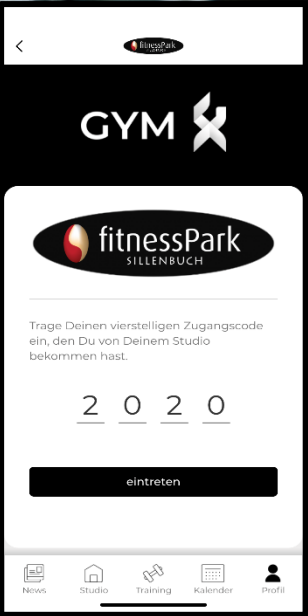 fitnessPark
GYM
fitnessPark
SILLENBUCH
Trage Deinen vierstelligen Zugangscode
ein, den Du von Deinem Studio
bekommen hast.
2 0 2 0
eintreten
News Studio Training Kalender Profil